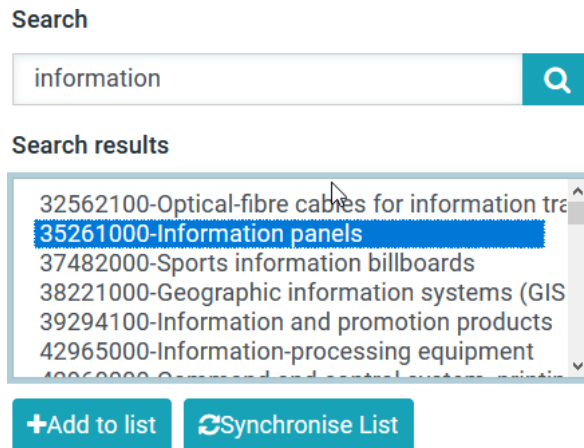 Search
information
Search results
32562100-Optical-fibre cables for information tra
35261000-Information panels
37482000-Sports information billboards
38221000-Geographic information systems (GIS
39294100-Information and promotion products
42965000-Information-processing equipment
+Add to list
Synchronise List